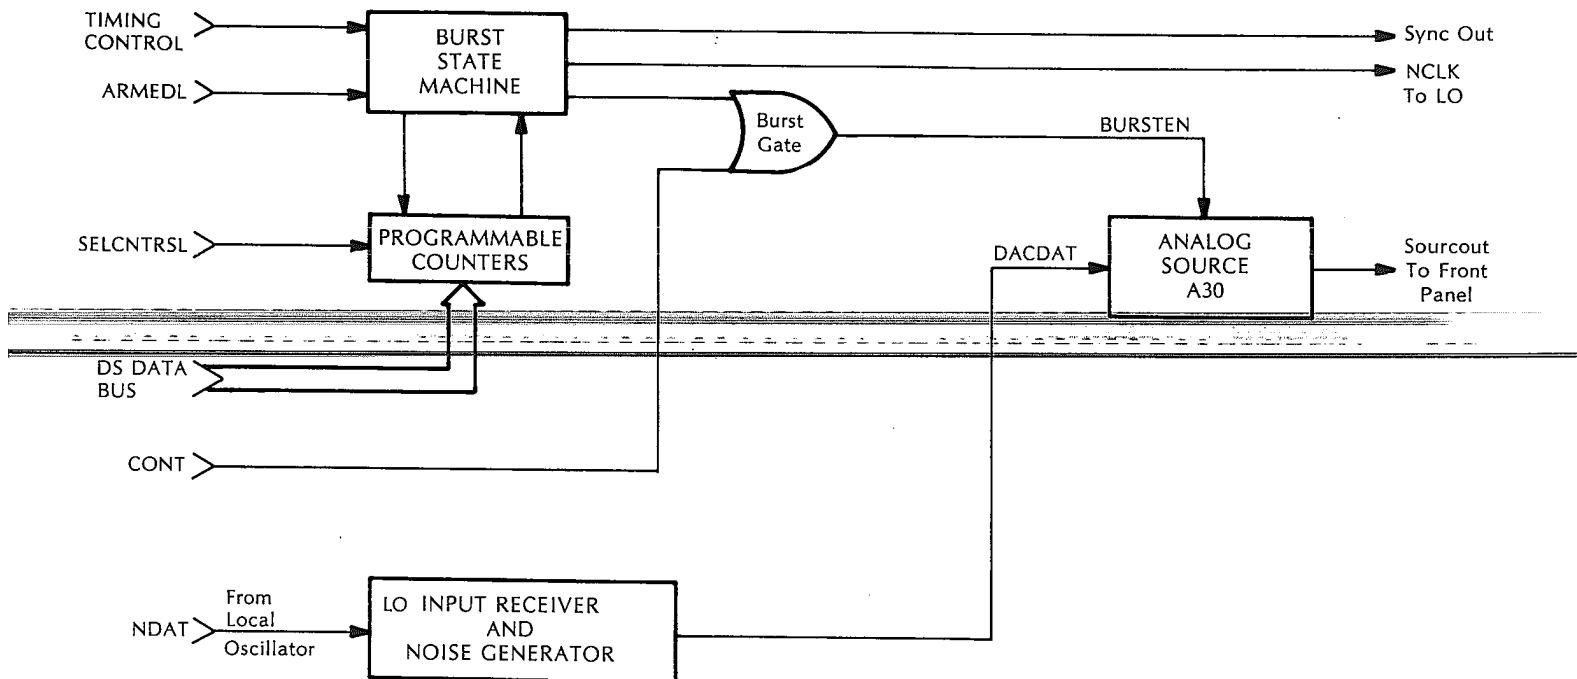 TIMING
CONTROL
BURST
STATE
MACHINE
Sync Out
NCLK
To LO
ARMEDL
Burst
Gate
BURSTEN
SELCNTRSL
PROGRAMMABLE
COUNTERS
DACDAT
ANALOG
SOURCE
A30
Sourcout
To Front
Panel
DS DATA
BUS
CONT
NDAT
From
Local
Oscillator
LO INPUT RECEIVER
AND
NOISE GENERATOR